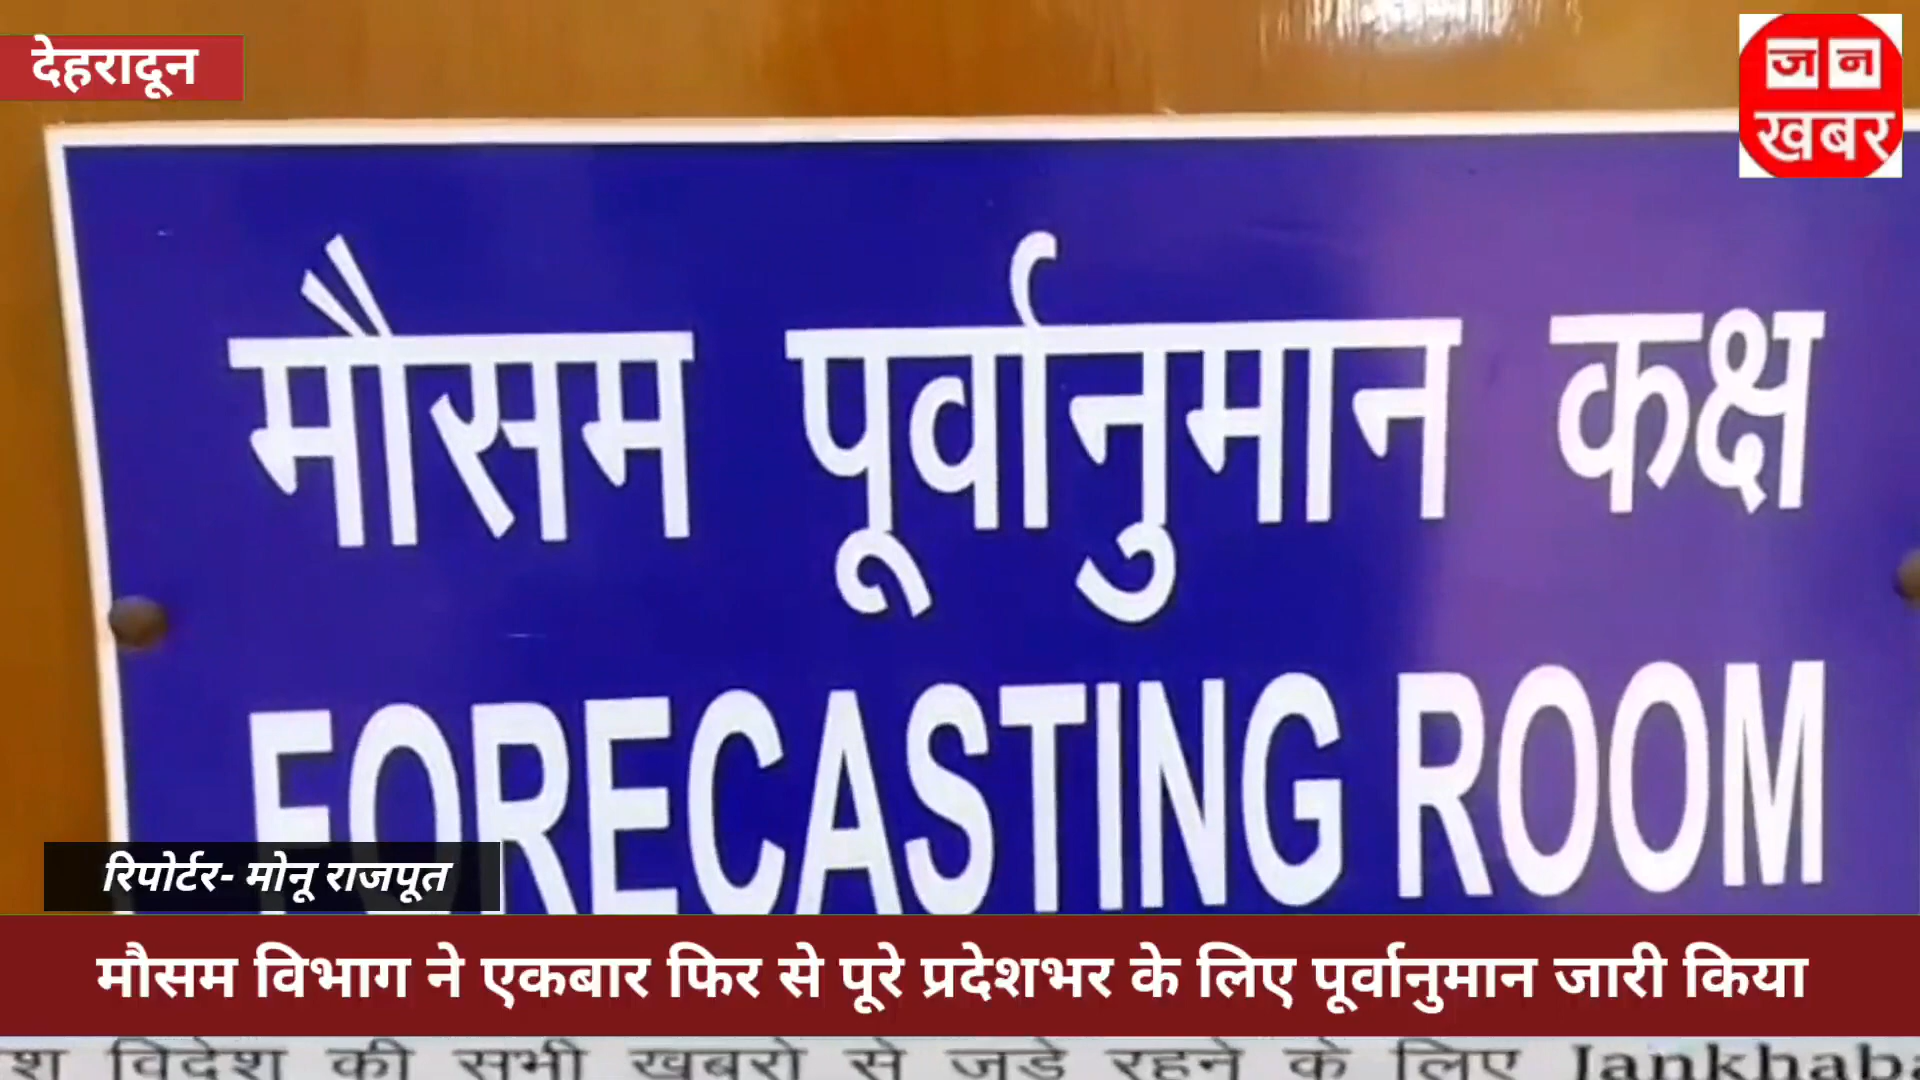 देहरादून
जन
खबर
मौसम पूर्वानुमान कक्ष
FORECASTING ROOM
रिपोर्टर- मोनू राजपूत
मौसम विभाग ने एकबार फिर से पूरे प्रदेशभर के लिए पूर्वानुमान जारी किया
विदेश की सभी खबरों से जुड़े रहने के लिए